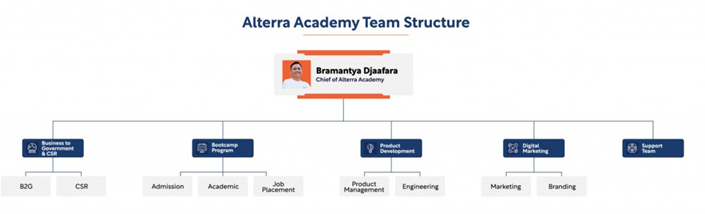 Alterra Academy Team Structure
Bramantya Djaafara
Chief of Alterra Academy
Business to
Government
& CSR
Bootcamp
Program
Product
Development
Digital
Marketing
Support
Team
B2G
CSR
Admission
Academic
Job
Placement
Product
Management
Engineering
Marketing
Branding